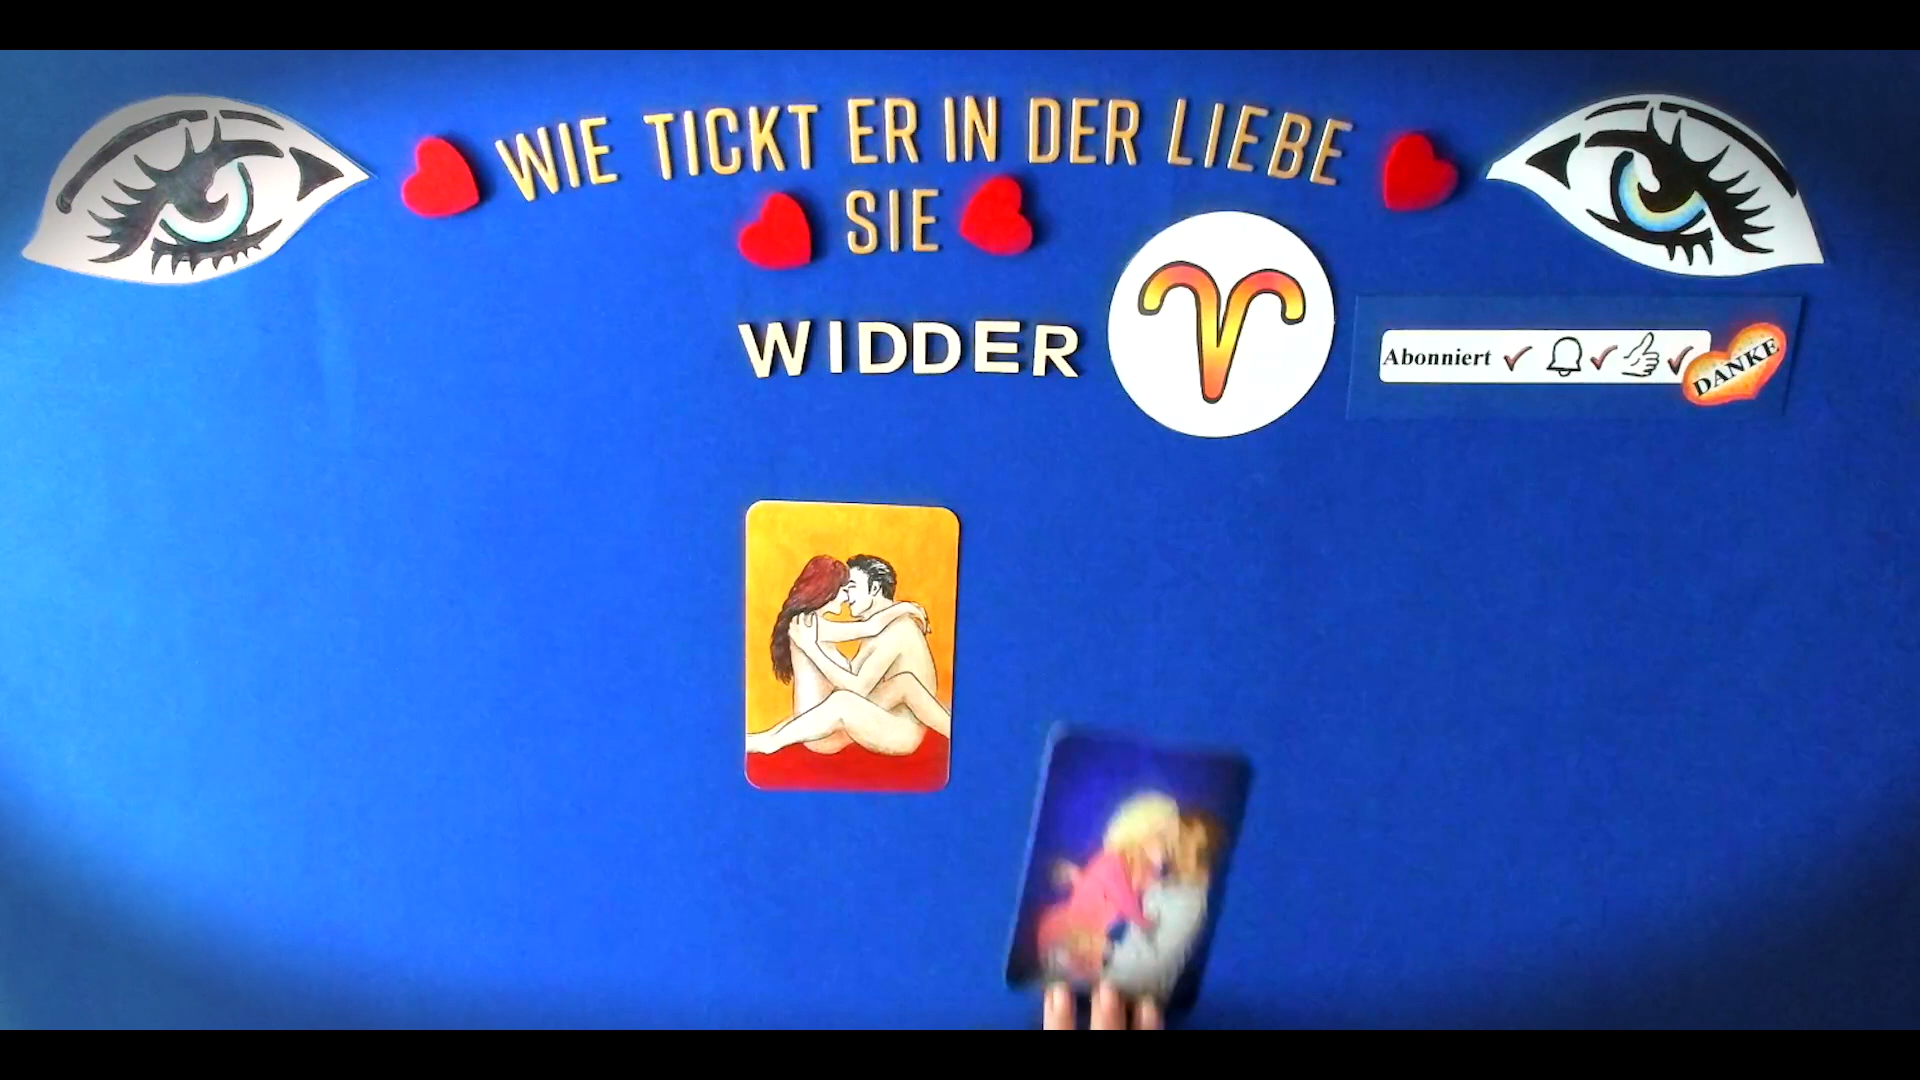 WIE TICKT ER IN DER LIEBE
SIE
WIDDER
Abonniert
DANKE